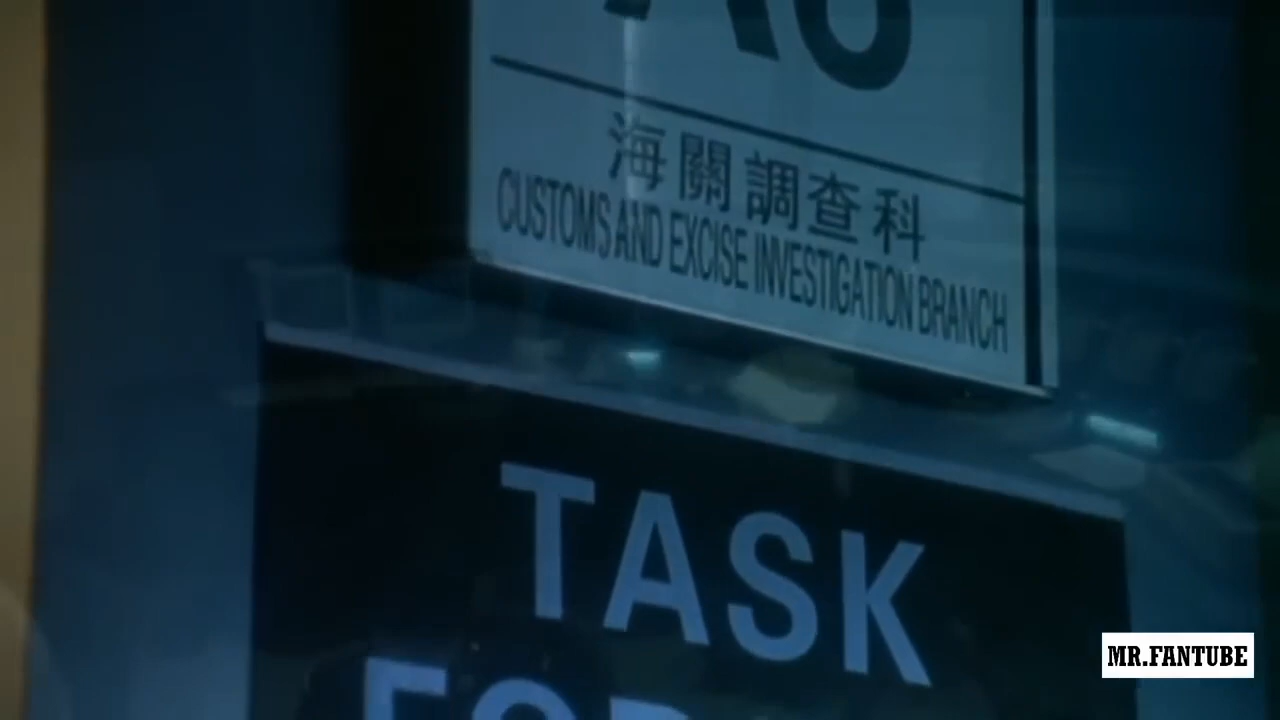 海關調查科
CUSTOMS AND EXCISE INVESTIGATION BRANCH
TASK
MR.FANTUBE